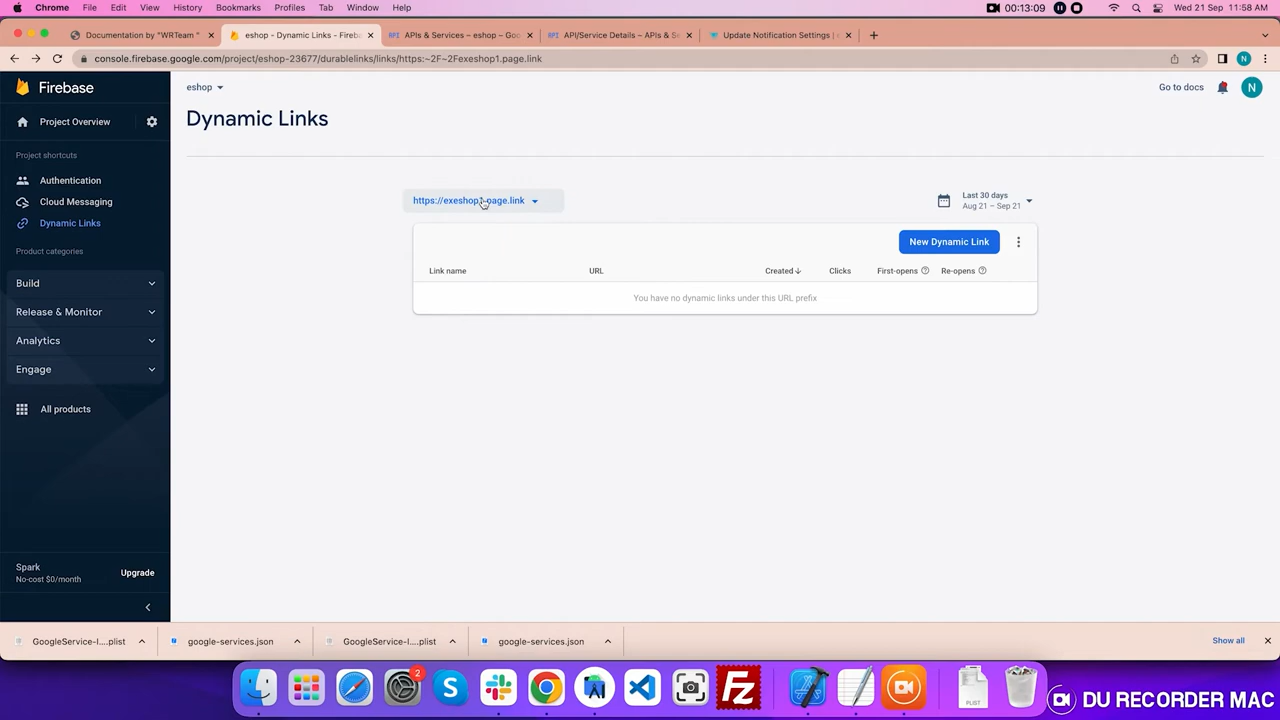 Chrome File Edit View History Bookmarks Profiles Tab Window Help 00:13:09 Wed 21 Sep 11:58 AM
Documentation by "WRTeam " eshop - Dynamic Links - Fireba APIs & Services – eshop – Goo API/Service Details – APIs & Se Update Notification Settings | e
console.firebase.google.com/project/eshop-23677/durablelinks/links/https:~2F~2Fexeshop1.page.link N
Firebase
eshop Go to docs N
Dynamic Links
Project Overview
Project shortcuts
Authentication
Cloud Messaging
Dynamic Links
Product categories
Build
Release & Monitor
Analytics
Engage
All products
https://exeshop1.page.link
Last 30 days
Aug 21 – Sep 21
New Dynamic Link
Link name URL Created Clicks First-opens Re-opens
You have no dynamic links under this URL prefix
Spark
No-cost $0/month
Upgrade
GoogleService-I....plist google-services.json GoogleService-I....plist google-services.json Show all
2
PLIST
DU RECORDER MAC